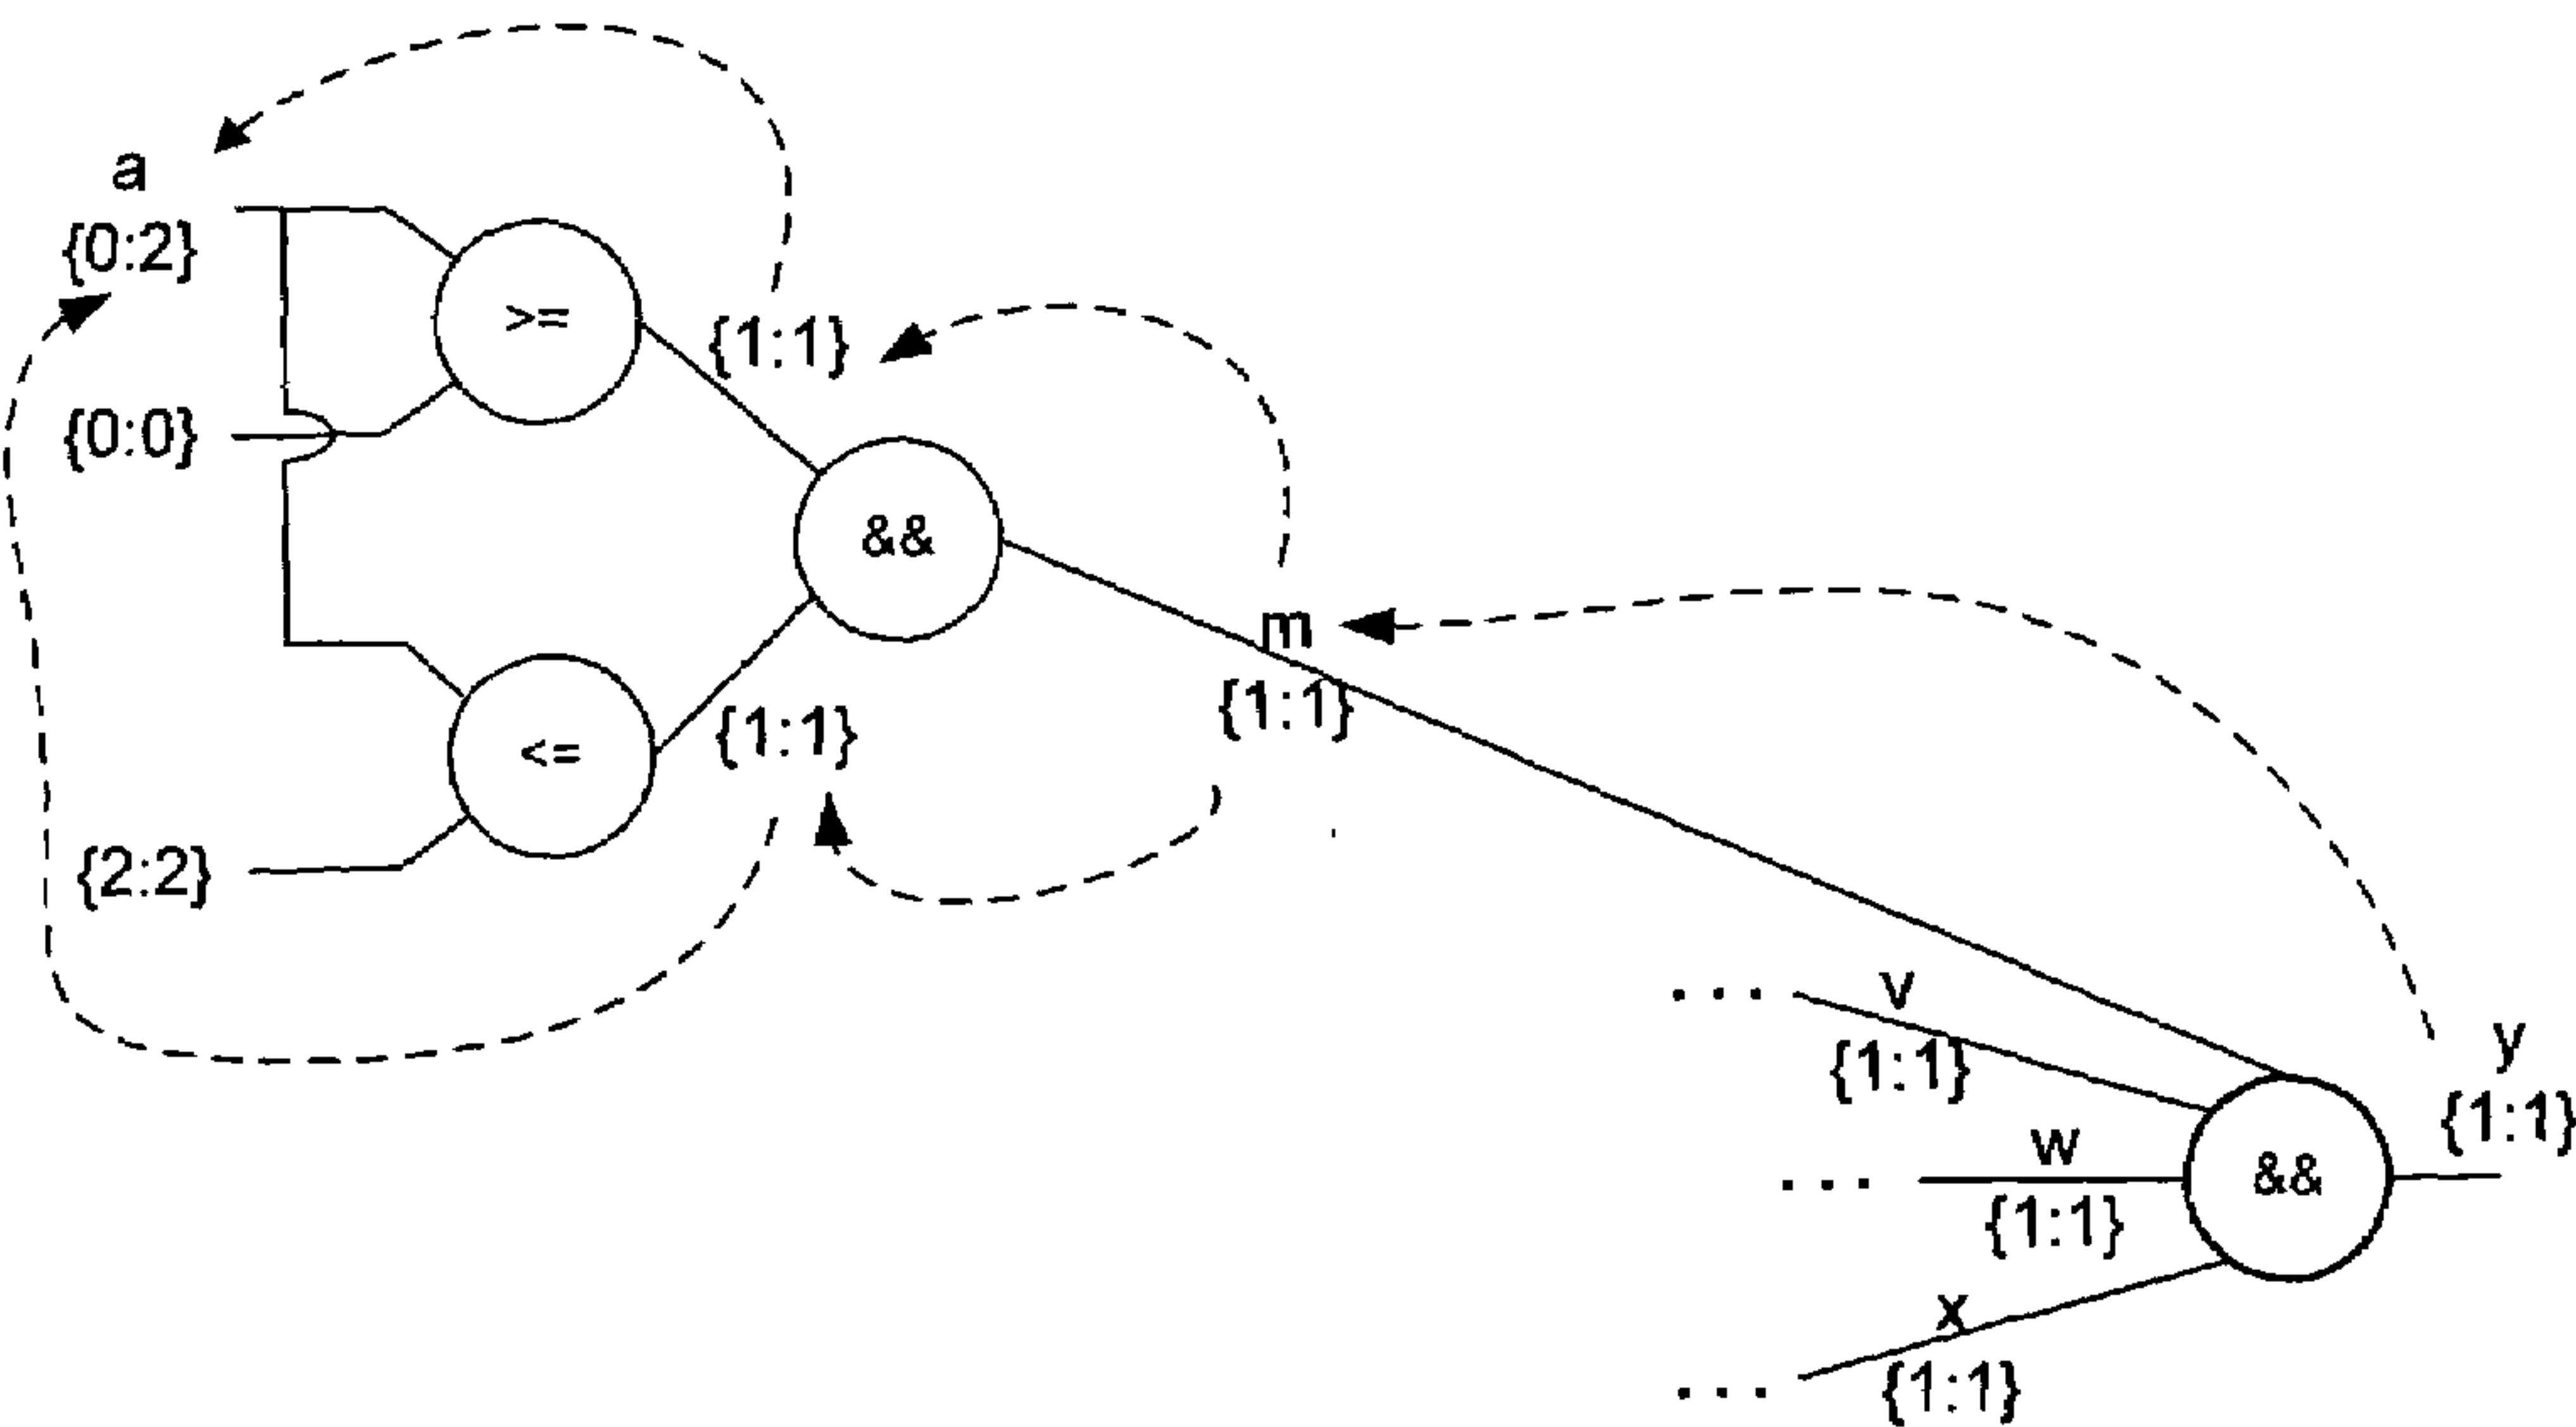 a
{0:2}
>=
{1:1}
{0:0}
&&
m
{1:1}
{1:1}
<=
{2:2}
v
...
{1:1}
y
{1:1}
w
...
&&
{1:1}
x
...
{1:1}